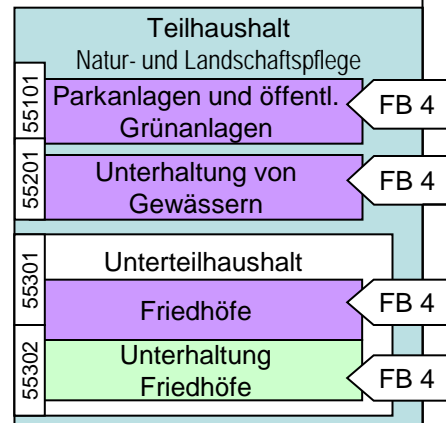 Teilhaushalt
Natur- und Landschaftspflege
55101
Parkanlagen und öffentl.
Grünanlagen
FB 4
55201
Unterhaltung von
Gewässern
FB 4
Unterteilhaushalt
55301
Friedhöfe
FB 4
55302
Unterhaltung
Friedhöfe
FB 4